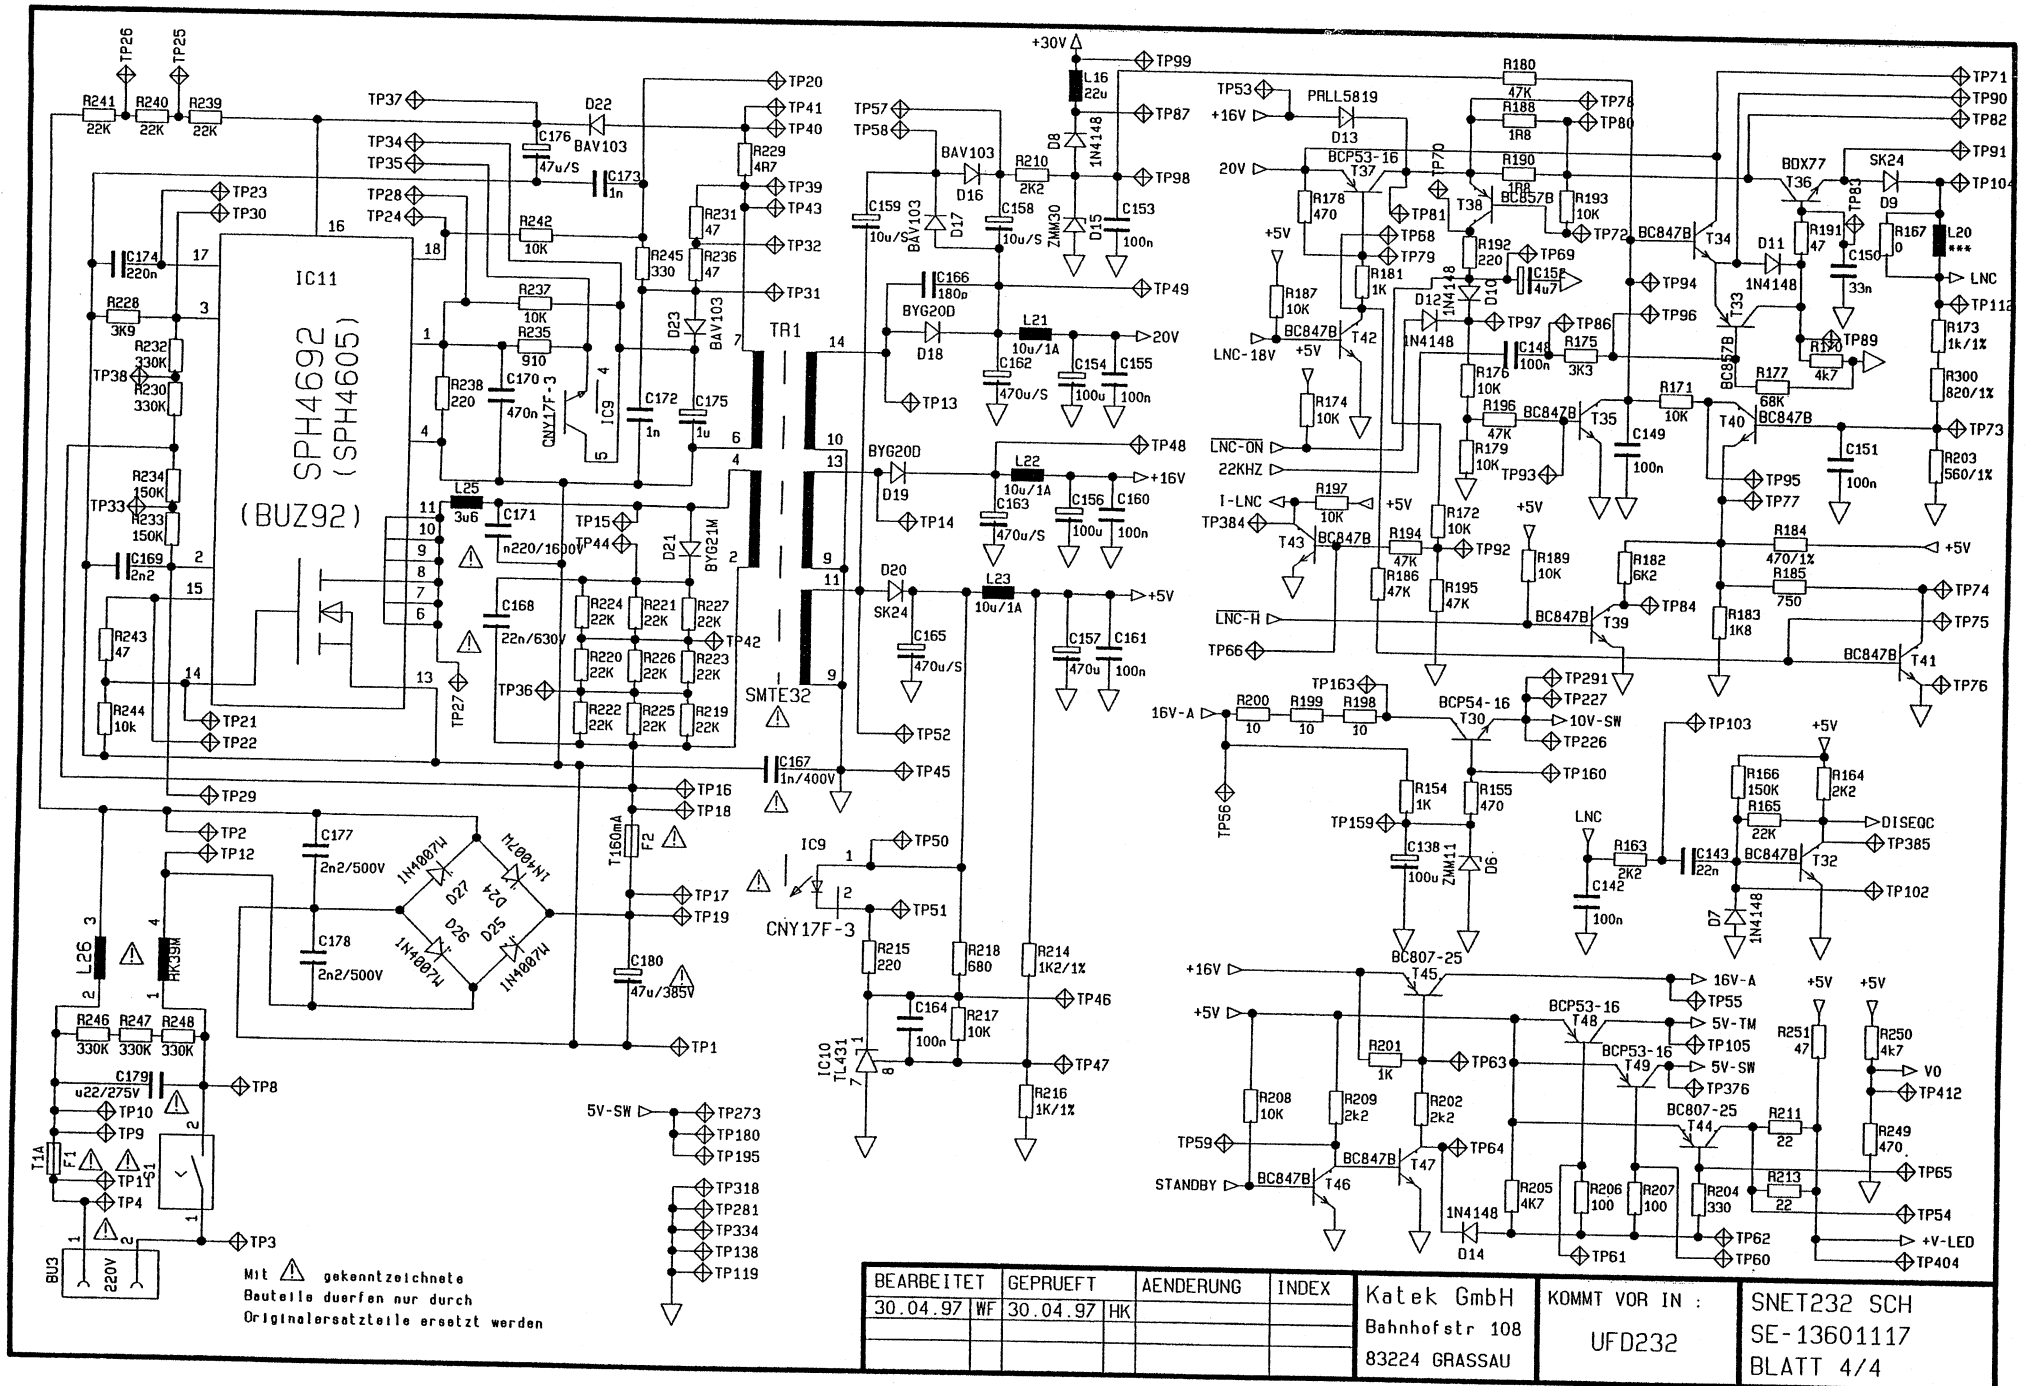 TP26
TP25
R241
22K
R240
22K
R239
22K
TP37
TP34
TP35
TP28
TP24
D22
BAV103
C176
47u/S
C173
1n
TP20
TP41
TP40
R229
4R7
TP39
TP43
R231
47
TP32
R236
47
TP31
TP23
TP30
16
17
18
3
1
4
IC11
SPH4692
(SPH4605)
(BUZ92)
C174
220n
R228
3K9
R232
330K
TP38
R230
330K
R234
150K
TP33
R233
150K
C169
2n2
2
15
14
13
11
10
9
8
7
6
R243
47
R244
10k
TP21
TP22
TP29
TP27
R242
10K
R245
330
R237
10K
R235
910
R238
220
C170
470n
CNY17F-3
IC9
4
5
C172
1n
C175
1u
D23
BAV103
L25
3u6
C171
n220/1600V
TP15
TP44
D21
BYG21M
C168
22n/630V
R224
22K
R221
22K
R227
22K
TP42
R220
22K
R226
22K
R223
22K
TP36
R222
22K
R225
22K
R219
22K
TR1
7
6
4
2
14
10
13
9
11
9
SMTE32
C167
1n/400V
TP45
TP52
TP16
TP18
T160mA
F2
TP17
TP19
C180
47u/385V
TP1
TP2
TP12
C177
2n2/500V
C178
2n2/500V
1N4007W
D27
1N4007W
D24
D26
1N4007W
D25
1N4007W
L26
3
2
4
1
HK39M
R246
330K
R247
330K
R248
330K
C179
u22/275V
TP8
TP10
TP9
T1A
F1
TP11
TP4
S1
2
1
TP3
BU3
220V
1
2
Mit gekenntzeichnete
Bauteile duerfen nur durch
Originalersatzteile ersetzt werden
+30V
TP99
L16
22u
TP57
TP58
TP87
D8
1N4148
BAV103
D16
R210
2K2
TP98
C159
10u/S
BAV103
D17
C158
10u/S
ZMM30
D15
C153
100n
C166
180p
TP49
BYG20D
D18
L21
10u/1A
20V
C162
470u/S
C154
100u
C155
100n
TP13
TP48
BYG20D
D19
L22
10u/1A
+16V
C163
470u/S
C156
100u
C160
100n
TP14
D20
SK24
L23
10u/1A
+5V
C165
470u/S
C157
470u
C161
100n
IC9
1
2
CNY17F-3
TP50
TP51
R215
220
R218
680
R214
1K2/1%
TP46
C164
100n
R217
10K
IC10
TL431
1
7
8
TP47
R216
1K/1%
5V-SW
TP273
TP180
TP195
TP318
TP281
TP334
TP138
TP119
TP53
+16V
PRLL5819
D13
20V
BCP53-16
T37
R178
470
TP70
TP81
TP68
TP79
R181
1K
+5V
R187
10K
LNC-18V
BC847B
T42
R180
47K
R188
1R8
R190
1R8
TP78
TP80
T38
BC857B
R193
10K
TP72
R192
220
TP69
C152
4u7
D12
1N4148
1N4148
D10
TP97
TP86
C148
100n
R175
3K3
TP96
TP94
+5V
R174
10K
LNC-ON
22KHZ
R176
10K
R196
47K
R179
10K
TP93
BC847B
T35
C149
100n
R171
10K
I-LNC
R197
10K
+5V
TP384
T43
BC847B
R194
47K
R172
10K
TP92
R186
47K
R195
47K
LNC-H
TP66
+5V
R189
10K
BC847B
T39
R182
6K2
TP84
BC847B
T34
D11
1N4148
T33
BC857B
BDX77
T36
TP83
R191
47
C150
33n
SK24
D9
R167
0
L20
***
LNC
TP71
TP90
TP82
TP91
TP104
TP112
R173
1k/1%
TP89
R170
4k7
R177
68K
R300
820/1%
T40
BC847B
TP73
C151
100n
R203
560/1%
TP95
TP77
R184
470/1%
+5V
R185
750
TP74
R183
1K8
TP75
BC847B
T41
TP76
16V-A
R200
10
R199
10
R198
10
TP163
BCP54-16
T30
TP291
TP227
10V-SW
TP226
TP160
TP56
R154
1K
R155
470
TP159
C138
100u
ZMM11
D6
TP103
+5V
R166
150K
R164
2K2
R165
22K
DISEQC
TP385
LNC
R163
2K2
C143
22n
BC847B
T32
C142
100n
TP102
D7
1N4148
+16V
BC807-25
T45
16V-A
TP55
+5V
BCP53-16
T48
5V-TM
TP105
R201
1K
TP63
BCP53-16
T49
5V-SW
TP376
R208
10K
R209
2k2
R202
2k2
TP59
BC847B
T47
TP64
STANDBY
BC847B
T46
1N4148
D14
R205
4K7
R206
100
R207
100
R204
330
BC807-25
T44
R211
22
R213
22
TP65
TP54
TP62
TP61
TP60
+5V
R251
47
+5V
R250
4k7
V0
TP412
R249
470
+V-LED
TP404
BEARBEITET GEPRUEFT AENDERUNG INDEX
30.04.97 WF 30.04.97 HK
Katek GmbH
Bahnhofstr 108
83224 GRASSAU
KOMMT VOR IN :
UFD232
SNET232 SCH
SE-13601117
BLATT 4/4